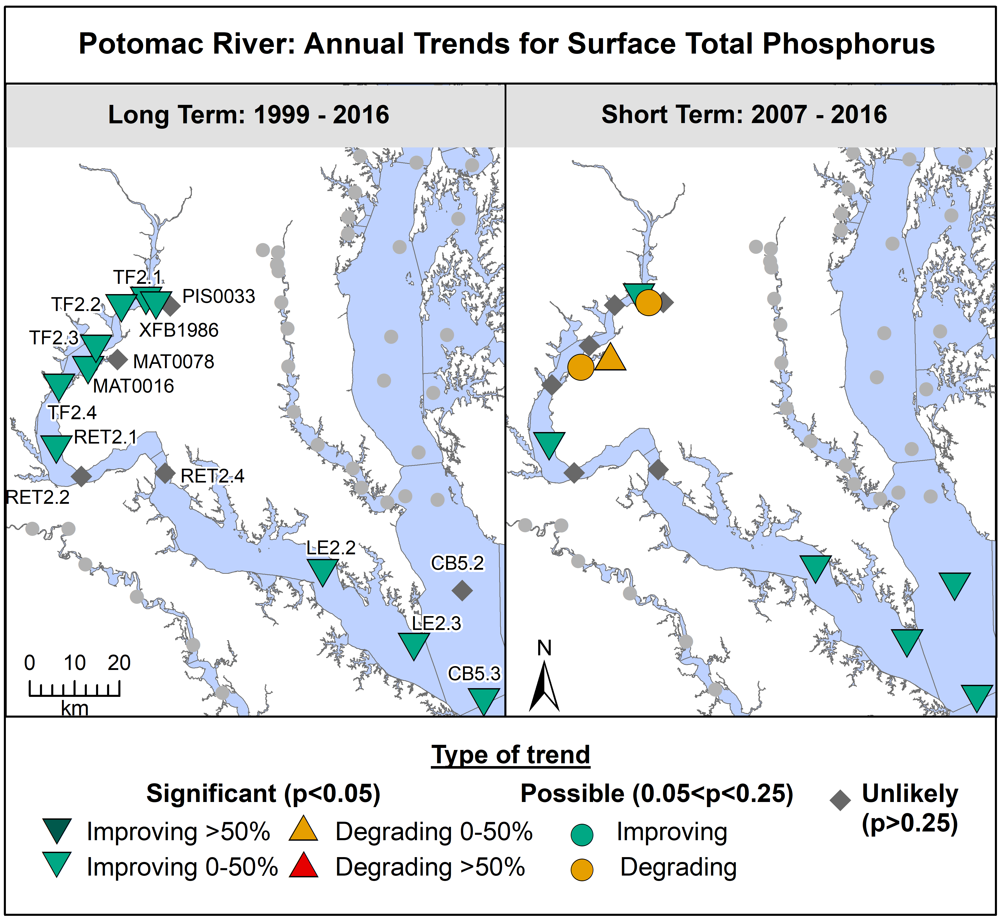 Potomac River: Annual Trends for Surface Total Phosphorus
Long Term: 1999 - 2016
Short Term: 2007 - 2016
TF2.1
PIS0033
TF2.2
XFB1986
TF2.3
MAT0078
MAT0016
TF2.4
RET2.1
RET2.4
RET2.2
LE2.2
CB5.2
LE2.3
CB5.3
0 10 20
km
N
Type of trend
Significant (p<0.05)
Improving >50%
Improving 0-50%
Degrading 0-50%
Degrading >50%
Possible (0.05<p<0.25)
Improving
Degrading
Unlikely
(p>0.25)